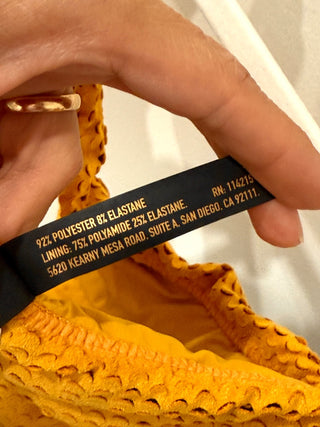 92% POLYESTER 8% ELASTANE RN: 11421
LINING: 75% POLYAMIDE 25% ELASTANE.
5620 KEARNY MESA ROAD. SUITE A, SAN DIEGO. CA 92111.